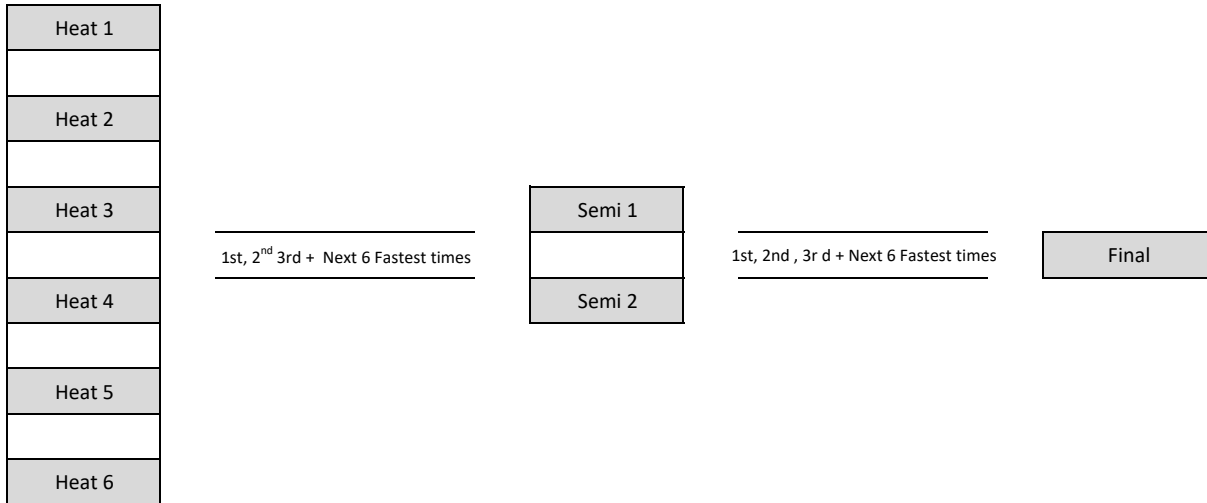 Heat 1
Heat 2
Heat 3
Heat 4
Heat 5
Heat 6
1st, 2nd 3rd + Next 6 Fastest times
Semi 1
Semi 2
1st, 2nd , 3r d + Next 6 Fastest times
Final